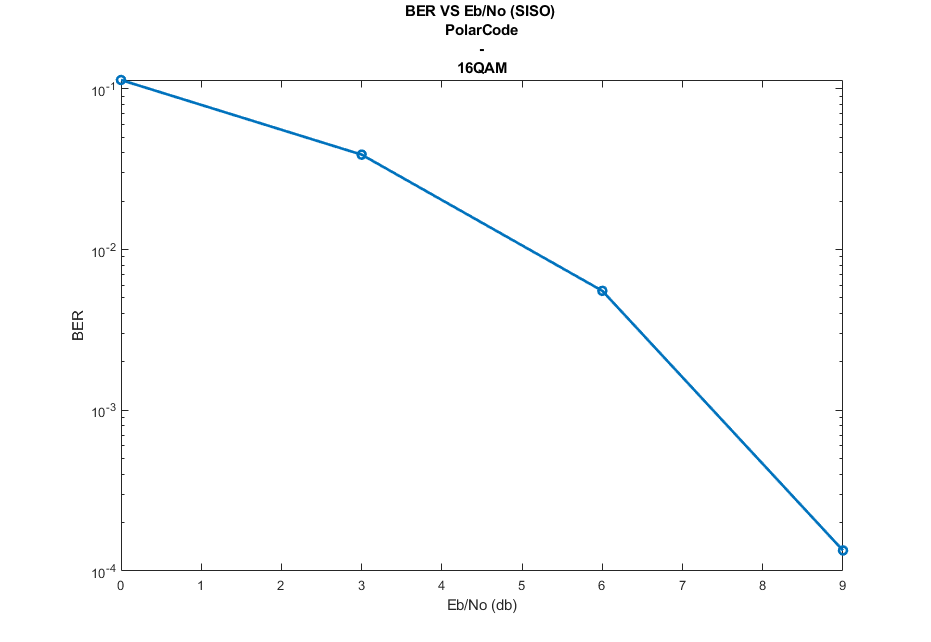 BER VS Eb/No (SISO)
PolarCode
-
16QAM
10^-1
10^-2
10^-3
10^-4
BER
0 1 2 3 4 5 6 7 8 9
Eb/No (db)